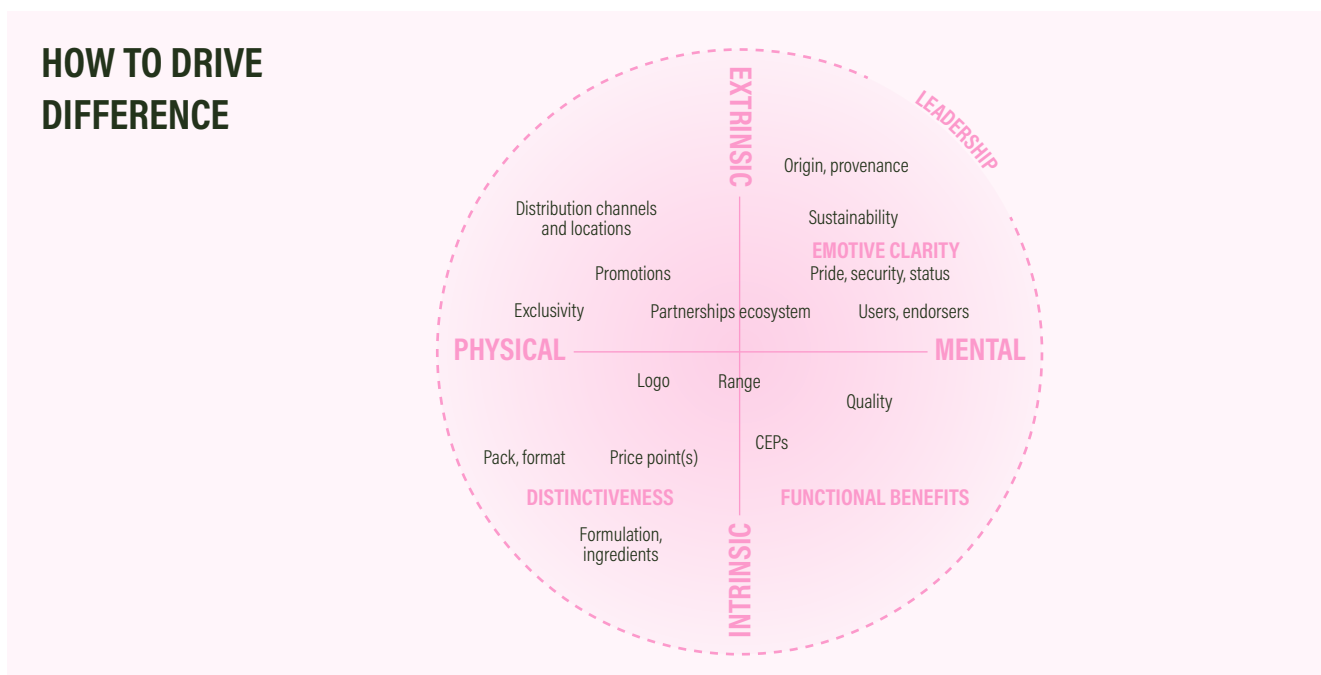 HOW TO DRIVE
DIFFERENCE
EXTRINSIC
LEADERSHIP
Origin, provenance
Distribution channels
and locations
Sustainability
EMOTIVE CLARITY
Promotions
Pride, security, status
Exclusivity
Partnerships ecosystem
Users, endorsers
PHYSICAL
MENTAL
Logo
Range
Quality
CEPs
Pack, format
Price point(s)
DISTINCTIVENESS
FUNCTIONAL BENEFITS
Formulation,
ingredients
INTRINSIC